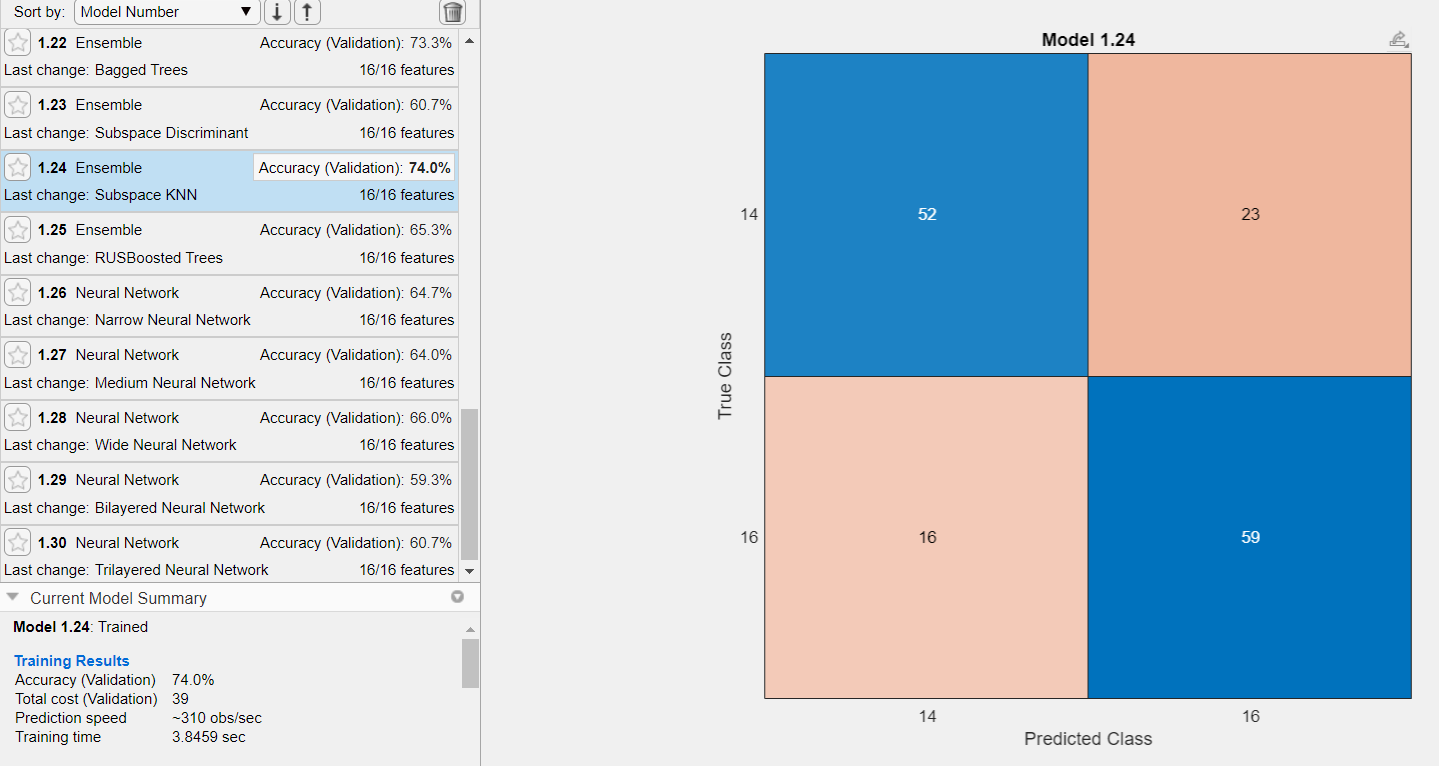 Sort by: Model Number
1.22 Ensemble Accuracy (Validation): 73.3%
Last change: Bagged Trees 16/16 features
1.23 Ensemble Accuracy (Validation): 60.7%
Last change: Subspace Discriminant 16/16 features
1.24 Ensemble Accuracy (Validation): 74.0%
Last change: Subspace KNN 16/16 features
1.25 Ensemble Accuracy (Validation): 65.3%
Last change: RUSBoosted Trees 16/16 features
1.26 Neural Network Accuracy (Validation): 64.7%
Last change: Narrow Neural Network 16/16 features
1.27 Neural Network Accuracy (Validation): 64.0%
Last change: Medium Neural Network 16/16 features
1.28 Neural Network Accuracy (Validation): 66.0%
Last change: Wide Neural Network 16/16 features
1.29 Neural Network Accuracy (Validation): 59.3%
Last change: Bilayered Neural Network 16/16 features
1.30 Neural Network Accuracy (Validation): 60.7%
Last change: Trilayered Neural Network 16/16 features
Current Model Summary
Model 1.24: Trained
Training Results
Accuracy (Validation) 74.0%
Total cost (Validation) 39
Prediction speed ~310 obs/sec
Training time 3.8459 sec
Model 1.24
True Class
14 52 23
16 16 59
14 16
Predicted Class